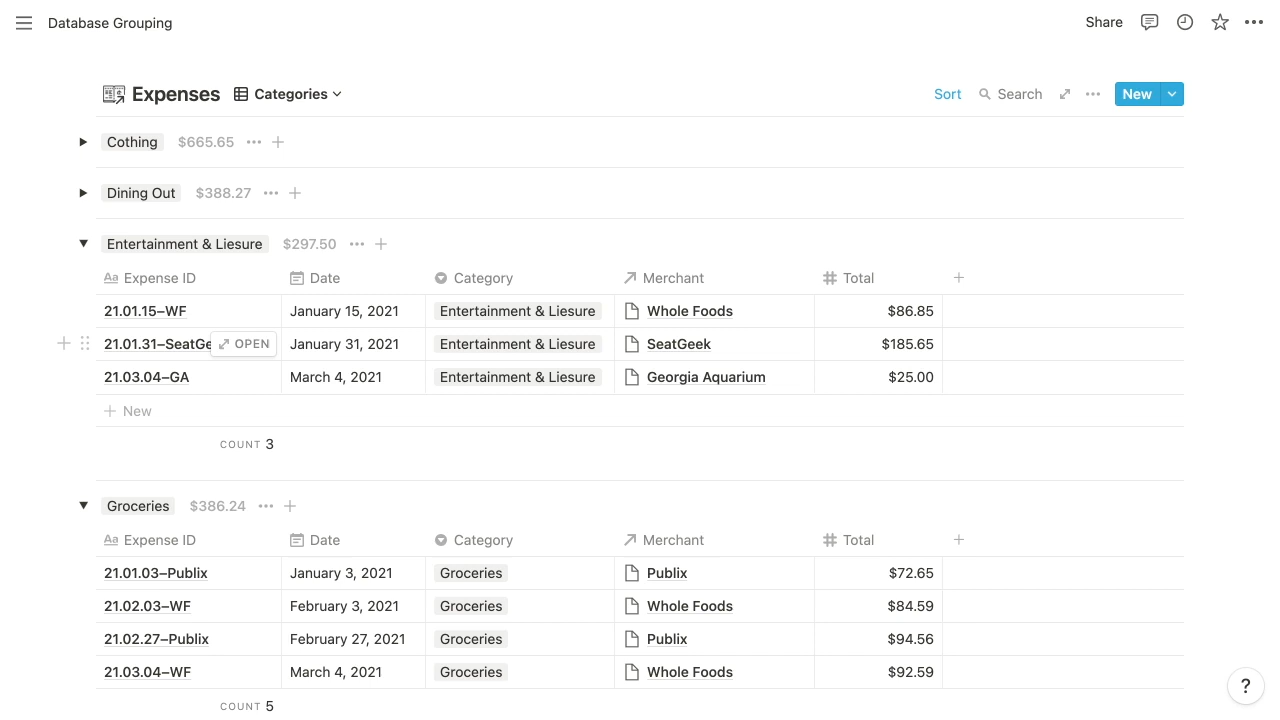 Database Grouping Share
Expenses Categories Sort Search New
Cothing $665.65
Dining Out $388.27
Entertainment & Liesure $297.50
Aa Expense ID Date Category Merchant Total
21.01.15–WF January 15, 2021 Entertainment & Liesure Whole Foods $86.85
21.01.31–SeatGe OPEN January 31, 2021 Entertainment & Liesure SeatGeek $185.65
21.03.04–GA March 4, 2021 Entertainment & Liesure Georgia Aquarium $25.00
New
COUNT 3
Groceries $386.24
Aa Expense ID Date Category Merchant Total
21.01.03–Publix January 3, 2021 Groceries Publix $72.65
21.02.03–WF February 3, 2021 Groceries Whole Foods $84.59
21.02.27–Publix February 27, 2021 Groceries Publix $94.56
21.03.04–WF March 4, 2021 Groceries Whole Foods $92.59
?
COUNT 5